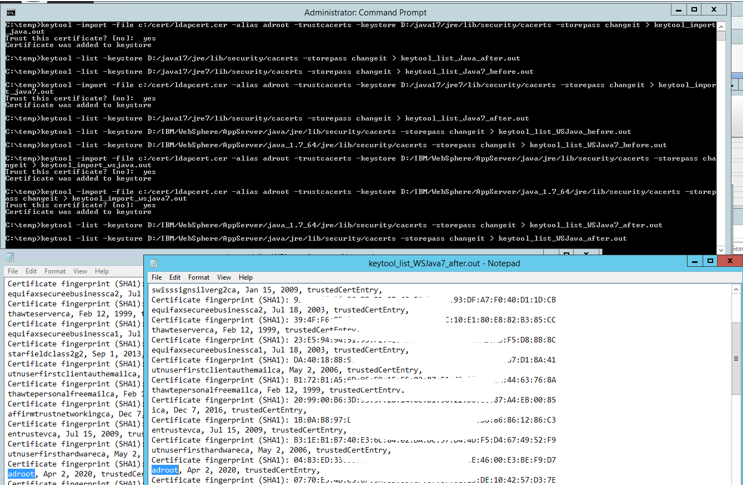 Administrator: Command Prompt
C:\temp>keytool -import -file c:/cert/ldapcert.cer -alias adroot -trustcacerts -keystore D:/java17/jre/lib/security/cacerts -storepass changeit > keytool_import
_java.out
Trust this certificate? [no]:  yes
Certificate was added to keystore
C:\temp>keytool -list -keystore D:/java17/jre/lib/security/cacerts -storepass changeit > keytool_list_Java_after.out
C:\temp>keytool -list -keystore D:/java17/jre7/lib/security/cacerts -storepass changeit > keytool_list_Java7_before.out
C:\temp>keytool -import -file c:/cert/ldapcert.cer -alias adroot -trustcacerts -keystore D:/java17/jre7/lib/security/cacerts -storepass changeit > keytool_impor
t_java7.out
Trust this certificate? [no]:  yes
Certificate was added to keystore
C:\temp>keytool -list -keystore D:/java17/jre7/lib/security/cacerts -storepass changeit > keytool_list_Java7_after.out
C:\temp>keytool -list -keystore D:/IBM/WebSphere/AppServer/java/jre/lib/security/cacerts -storepass changeit > keytool_list_WSJava_before.out
C:\temp>keytool -list -keystore D:/IBM/WebSphere/AppServer/java_1.7_64/jre/lib/security/cacerts -storepass changeit > keytool_list_WSJava7_before.out
C:\temp>keytool -import -file c:/cert/ldapcert.cer -alias adroot -trustcacerts -keystore D:/IBM/WebSphere/AppServer/java/jre/lib/security/cacerts -storepass cha
ngeit > keytool_import_wsjava.out
Trust this certificate? [no]:  yes
Certificate was added to keystore
C:\temp>keytool -import -file c:/cert/ldapcert.cer -alias adroot -trustcacerts -keystore D:/IBM/WebSphere/AppServer/java_1.7_64/jre/lib/security/cacerts -storep
ass changeit > keytool_import_wsjava7.out
Trust this certificate? [no]:  yes
Certificate was added to keystore
C:\temp>keytool -list -keystore D:/IBM/WebSphere/AppServer/java_1.7_64/jre/lib/security/cacerts -storepass changeit > keytool_list_WSJava7_after.out
C:\temp>keytool -list -keystore D:/IBM/WebSphere/AppServer/java/jre/lib/security/cacerts -storepass changeit > keytool_list_WSJava_after.out
File Edit Format View Help
Certificate fingerprint (SHA1):
equifaxsecureebusinessca2, Jul
Certificate fingerprint (SHA1):
thawteserverca, Feb 12, 1999, t
Certificate fingerprint (SHA1):
equifaxsecureebusinessca1, Jul
Certificate fingerprint (SHA1):
starfieldclass2g2, Sep 1, 2013,
Certificate fingerprint (SHA1):
utnuserfirstclientauthemailca,
Certificate fingerprint (SHA1):
thawtepersonalfreemailca, Feb 1
Certificate fingerprint (SHA1):
affirmtrustnetworkingca, Dec 7,
Certificate fingerprint (SHA1):
entrustevca, Jul 15, 2009, trus
Certificate fingerprint (SHA1):
utnuserfirsthardwareca, May 2,
Certificate fingerprint (SHA1):
adroot, Apr 2, 2020, trustedCer
Certificate fingerprint (SHA1):
keytool_list_WSJava7_after.out - Notepad
File Edit Format View Help
swisssignsilverg2ca, Jan 15, 2009, trustedCertEntry,
Certificate fingerprint (SHA1): 9 .93:DF:A7:F0:40:D1:1D:CB
equifaxsecureebusinessca2, Jul 18, 2003, trustedCertEntry,
Certificate fingerprint (SHA1): 39:4F:F6 C:10:E1:80:E8:82:B3:85:CC
thawteserverca, Feb 12, 1999, trustedCertEntry,
Certificate fingerprint (SHA1): 23:E5:94:94 :F5:D8:8B:8C
equifaxsecureebusinessca1, Jul 18, 2003, trustedCertEntry,
Certificate fingerprint (SHA1): DA:40:18:8B: 67:D1:8A:41
utnuserfirstclientauthemailca, May 2, 2006, trustedCertEntry,
Certificate fingerprint (SHA1): B1:72:B1 :44:63:76:8A
thawtepersonalfreemailca, Feb 12, 1999, trustedCertEntry,
Certificate fingerprint (SHA1): 20:99:00:B6 :A4:EB:00:85
ica, Dec 7, 2016, trustedCertEntry,
Certificate fingerprint (SHA1): 1B:0A:B8:97: :66:86:12:86:C3
entrustevca, Jul 15, 2009, trustedCertEntry,
Certificate fingerprint (SHA1): B3:1E:B1:B7:40:E3 :F5:D4:67:49:52:F9
utnuserfirsthardwareca, May 2, 2006, trustedCertEntry,
Certificate fingerprint (SHA1): 04:83:ED:33 :46:00:E3:BE:F9:D7
adroot, Apr 2, 2020, trustedCertEntry,
Certificate fingerprint (SHA1): 07:70: :DE:10:42:57:D3:7E